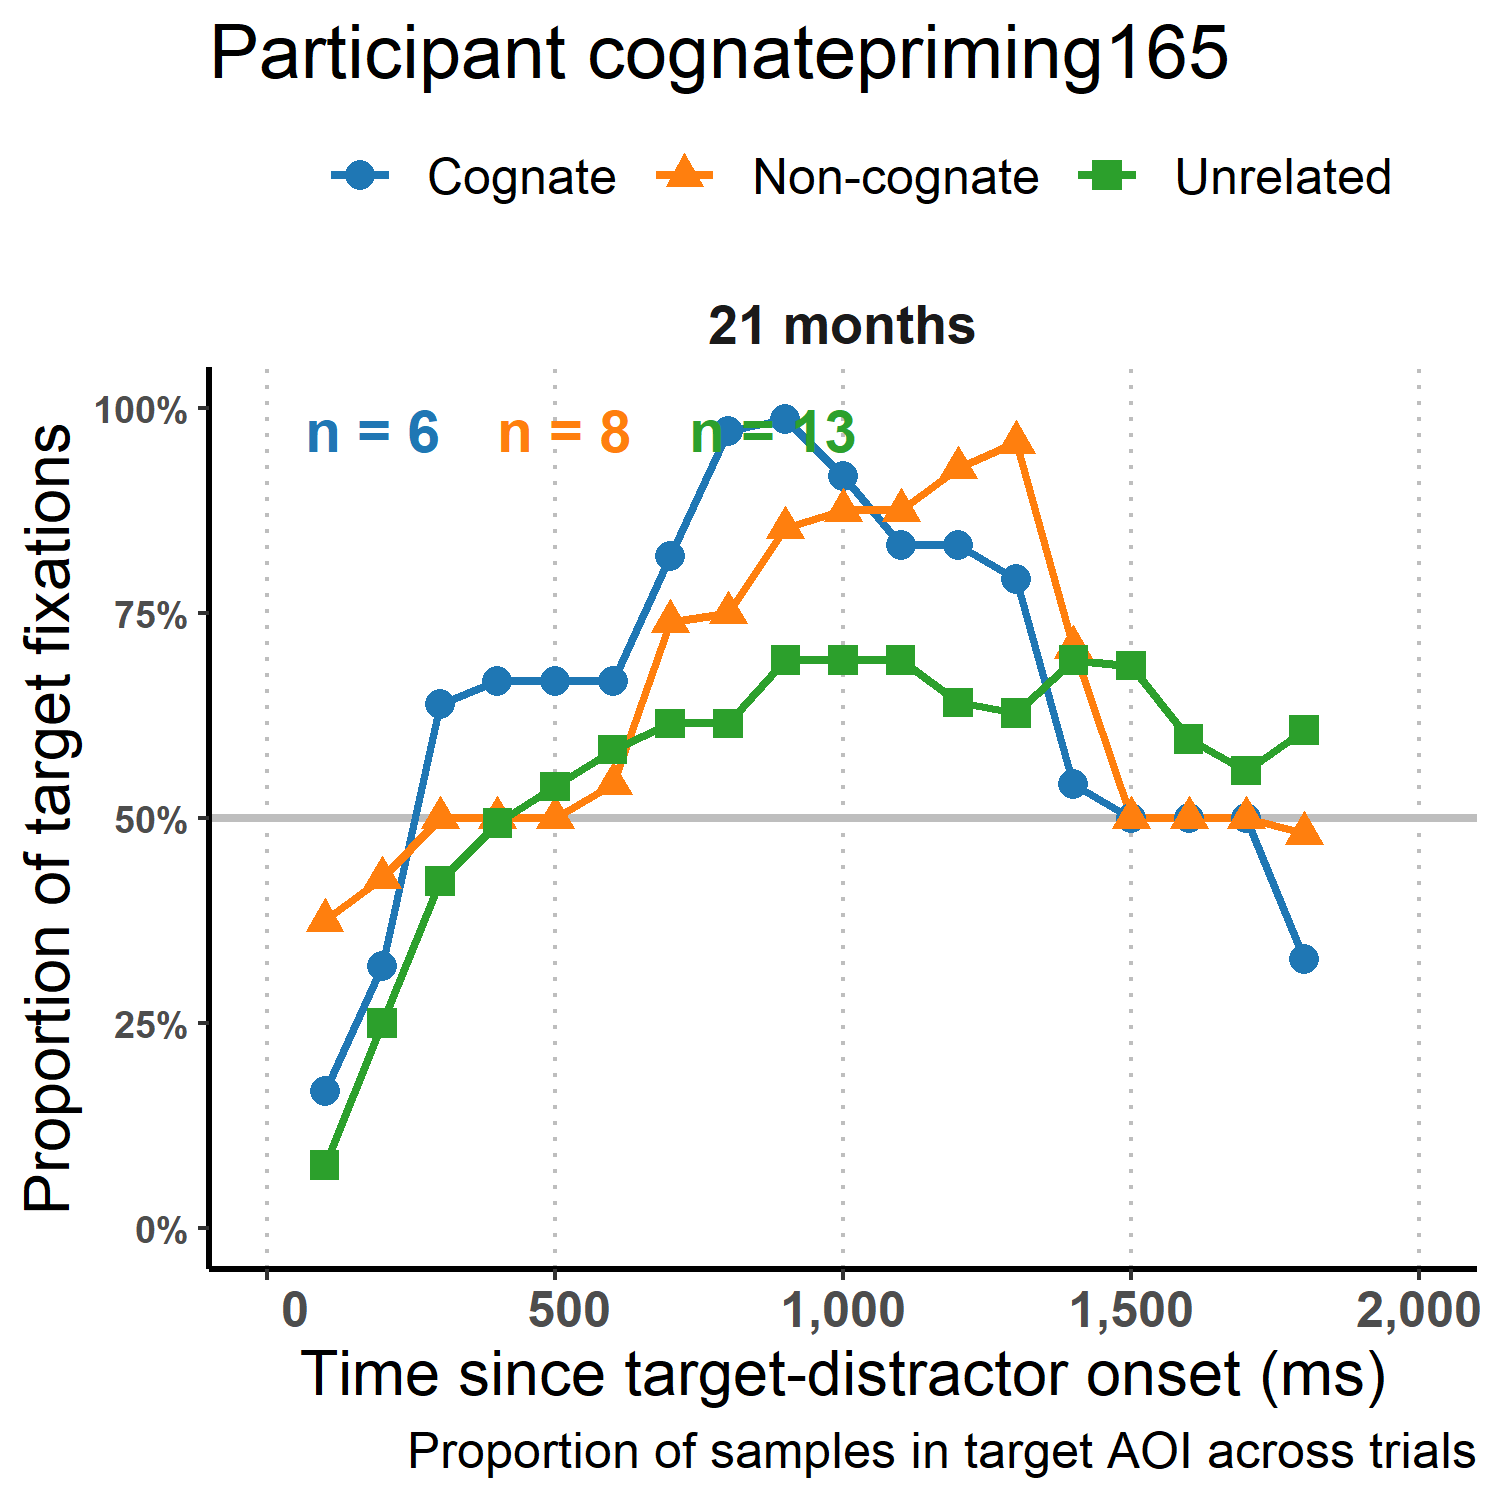 Participant cognatepriming165
Cognate Non-cognate Unrelated
21 months
n = 6 n = 8 n = 13
100%
75%
50%
25%
0%
Proportion of target fixations
0 500 1,000 1,500 2,000
Time since target-distractor onset (ms)
Proportion of samples in target AOI across trials